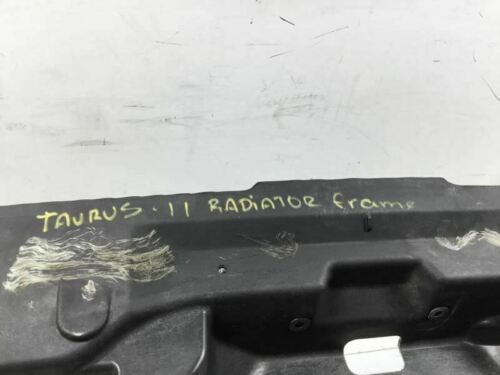 TAURUS - 11 RADiATOR frame